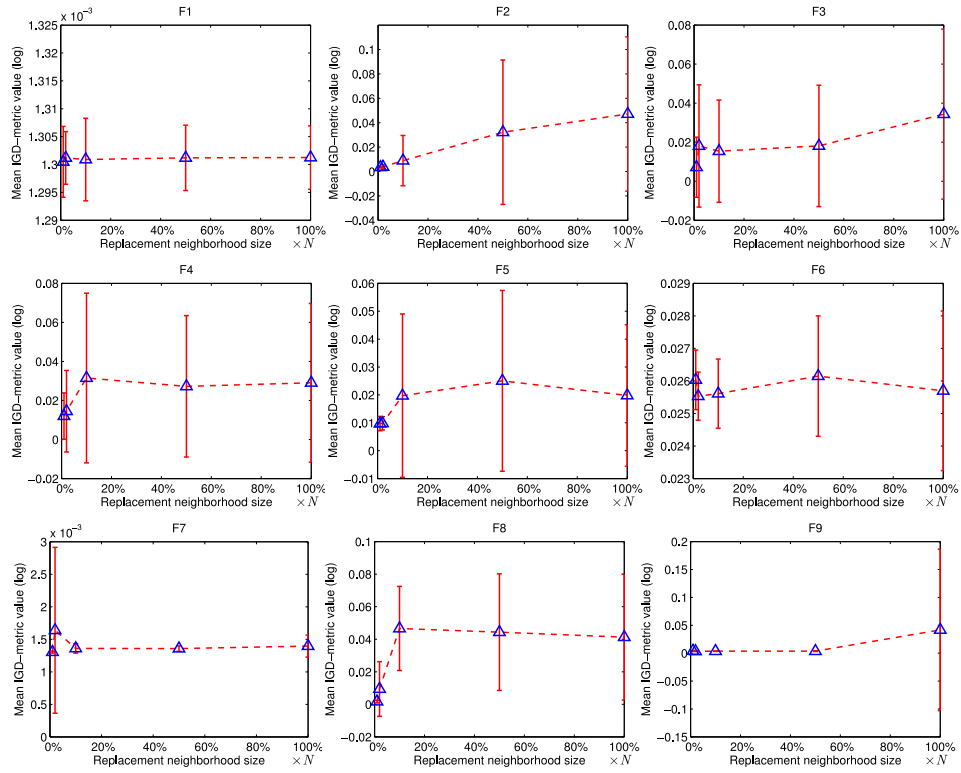 F1
x 10⁻³
1.325
1.32
1.315
1.31
1.305
1.3
1.295
1.29
Mean IGD−metric value (log)
0% 20% 40% 60% 80% 100%
Replacement neighborhood size ×N
F2
0.1
0.08
0.06
0.04
0.02
0
−0.02
−0.04
Mean IGD−metric value (log)
0% 20% 40% 60% 80% 100%
Replacement neighborhood size ×N
F3
0.08
0.06
0.04
0.02
0
−0.02
Mean IGD−metric value (log)
0% 20% 40% 60% 80% 100%
Replacement neighborhood size ×N
F4
0.08
0.06
0.04
0.02
0
−0.02
Mean IGD−metric value (log)
0% 20% 40% 60% 80% 100%
Replacement neighborhood size ×N
F5
0.06
0.05
0.04
0.03
0.02
0.01
0
−0.01
Mean IGD−metric value (log)
0% 20% 40% 60% 80% 100%
Replacement neighborhood size ×N
F6
0.029
0.028
0.027
0.026
0.025
0.024
0.023
Mean IGD−metric value (log)
0% 20% 40% 60% 80% 100%
Replacement neighborhood size ×N
F7
x 10⁻³
3
2.5
2
1.5
1
0.5
0
Mean IGD−metric value (log)
0% 20% 40% 60% 80% 100%
Replacement neighborhood size ×N
F8
0.1
0.08
0.06
0.04
0.02
0
−0.02
Mean IGD−metric value (log)
0% 20% 40% 60% 80% 100%
Replacement neighborhood size ×N
F9
0.2
0.15
0.1
0.05
0
−0.05
−0.1
−0.15
Mean IGD−metric value (log)
0% 20% 40% 60% 80% 100%
Replacement neighborhood size ×N